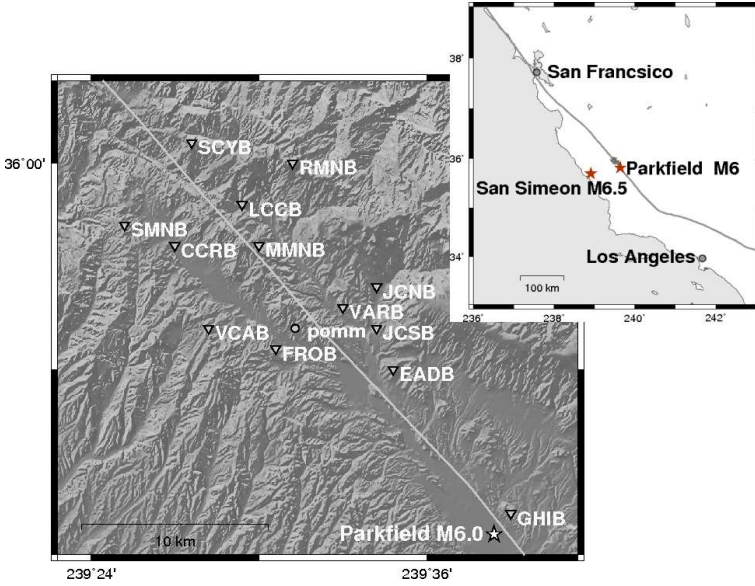 38°
San Francsico
36°
Parkfield M6
San Simeon M6.5
34°
Los Angeles
100 km
236°
238°
240°
242°
36°00'
SCYB
RMNB
LCCB
SMNB
CCRB
MMNB
JCNB
VARB
VCAB
pomm
JCSB
FROB
EADB
GHIB
Parkfield M6.0
10 km
239°24'
239°36'